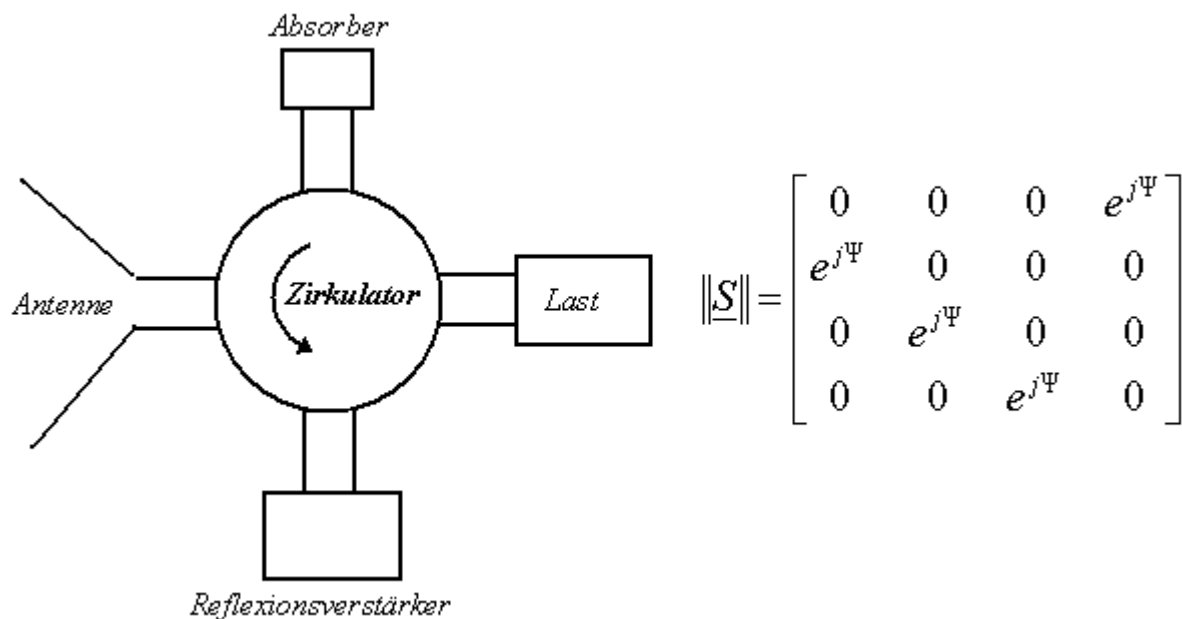 Absorber
Antenne
Zirkulator
Last
Reflexionsverstärker
‖S‖ =
0 0 0 e^{jΨ}
e^{jΨ} 0 0 0
0 e^{jΨ} 0 0
0 0 e^{jΨ} 0